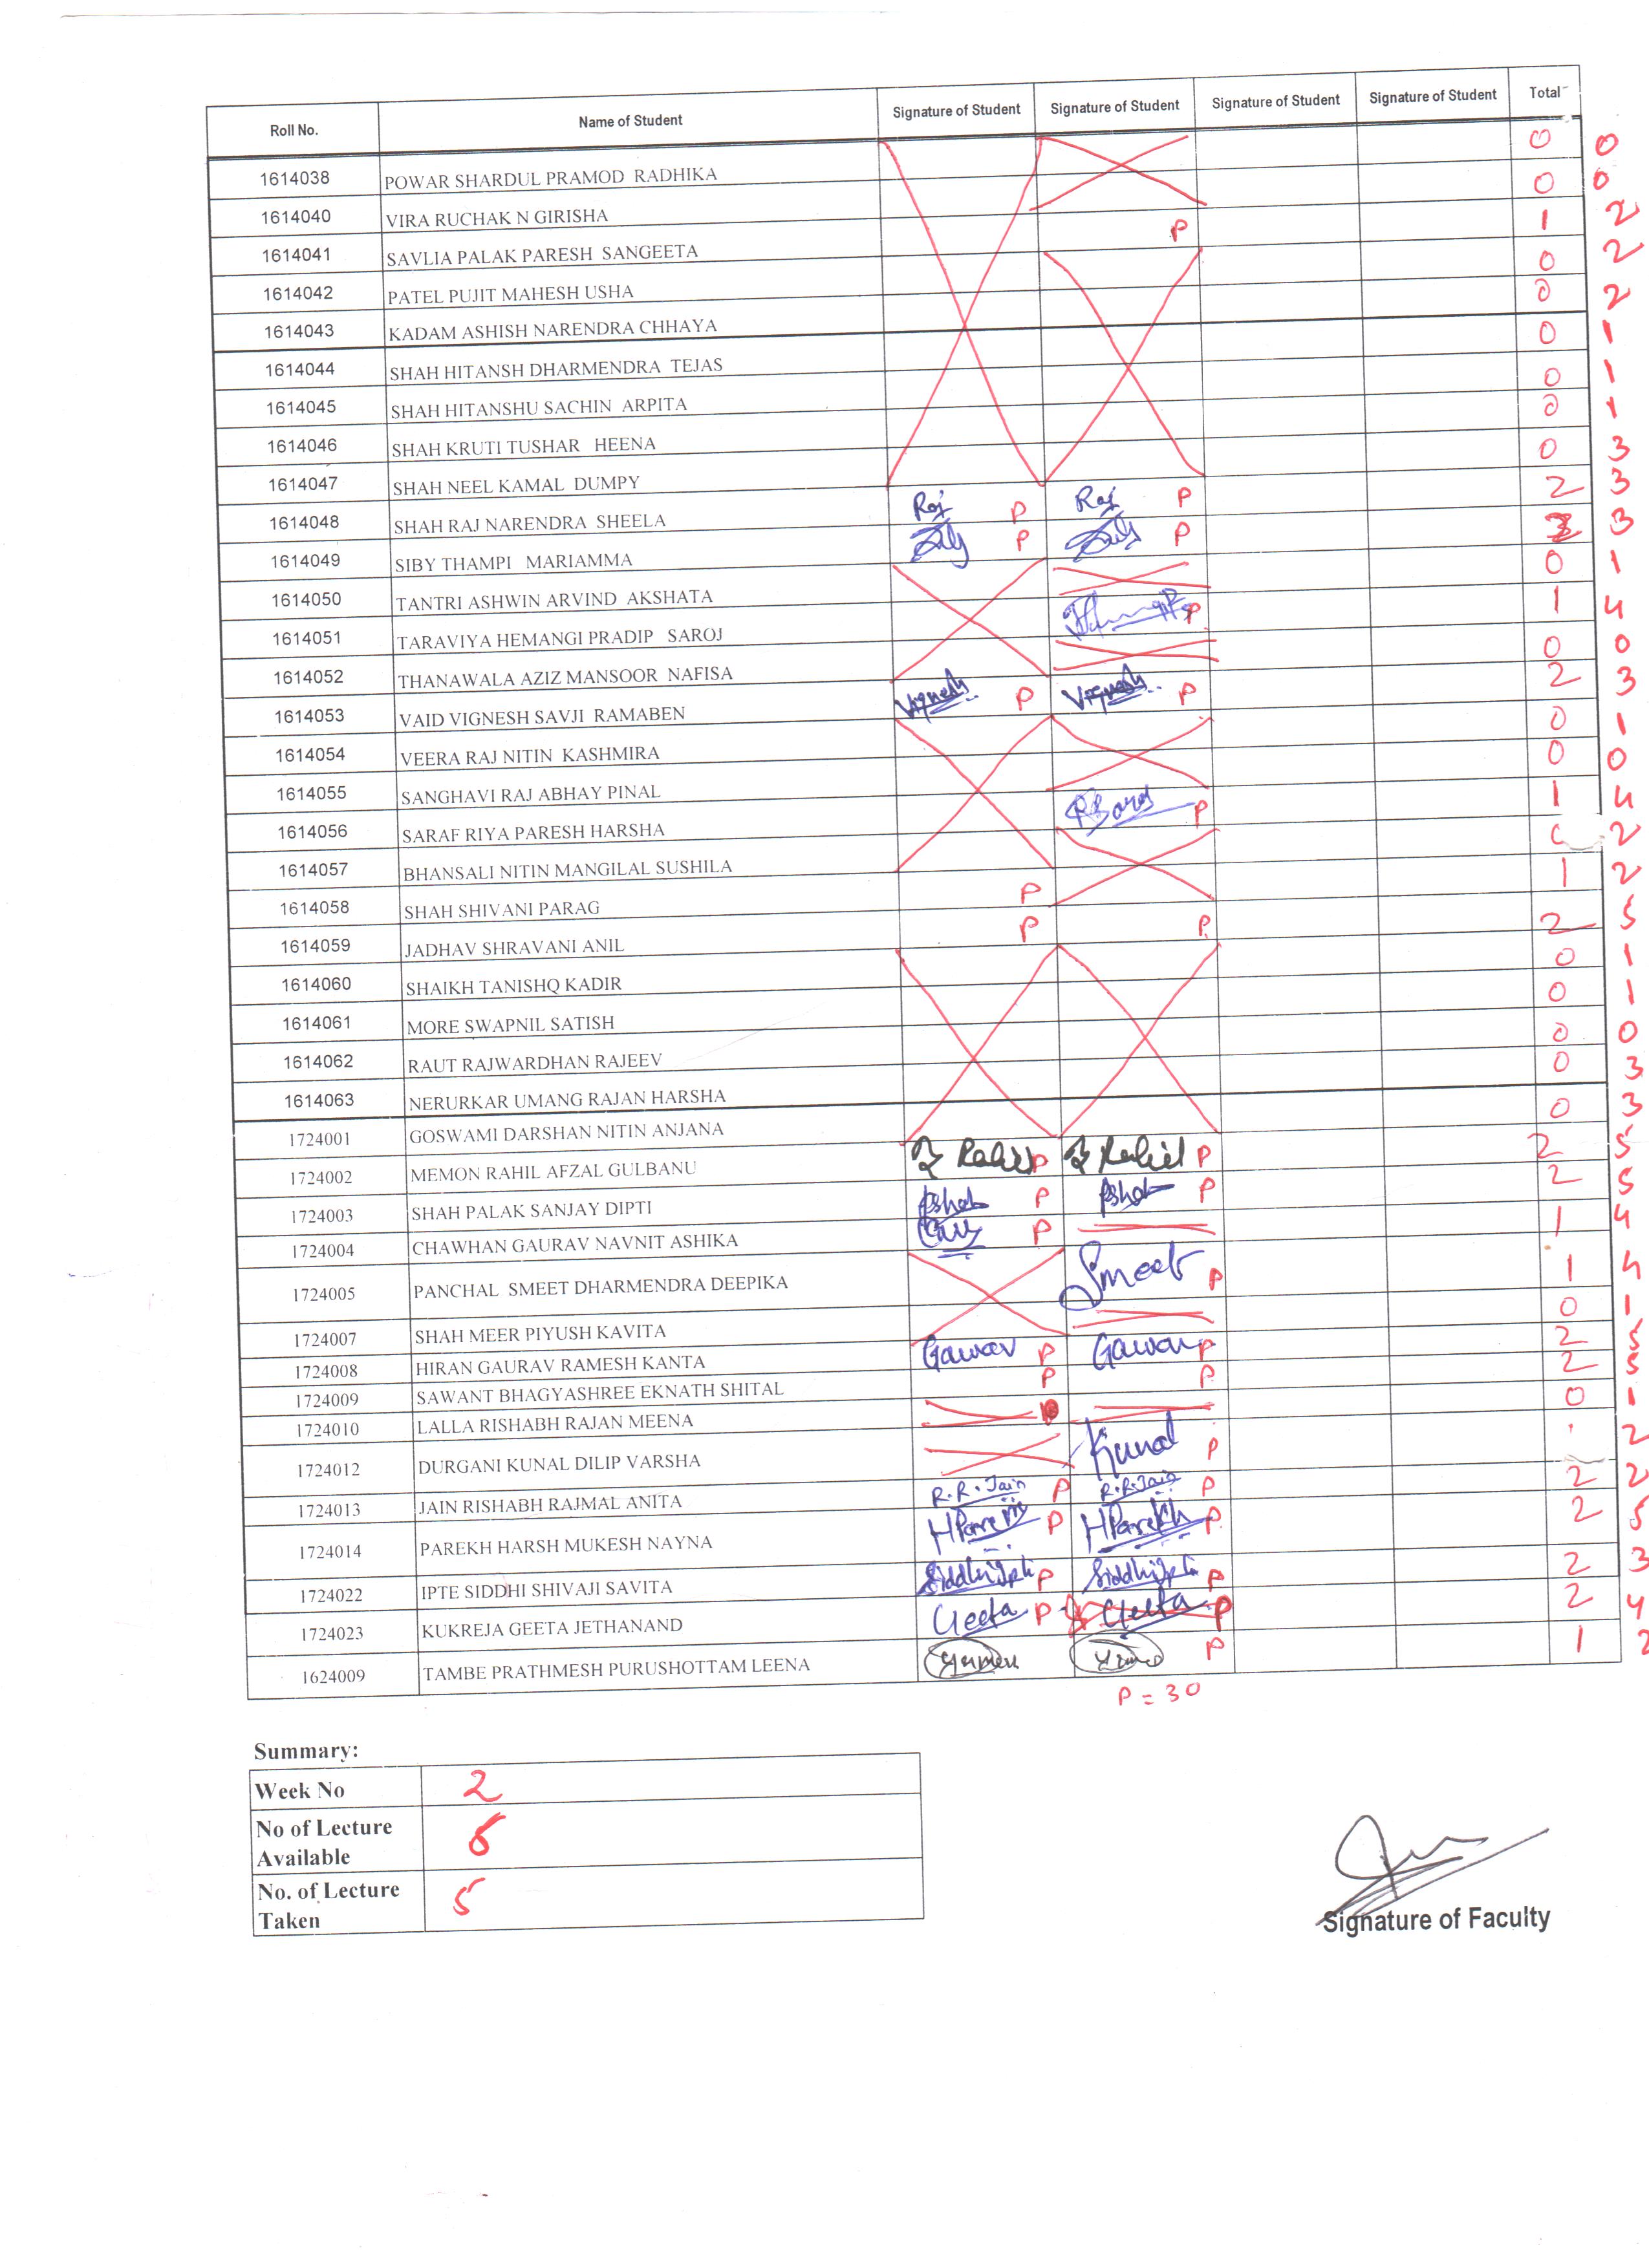 Roll No. Name of Student Signature of Student Signature of Student Signature of Student Signature of Student Total
1614038 POWAR SHARDUL PRAMOD RADHIKA 0 0
1614040 VIRA RUCHAK N GIRISHA 0 0
1614041 SAVLIA PALAK PARESH SANGEETA P 1 2
1614042 PATEL PUJIT MAHESH USHA 0 2
1614043 KADAM ASHISH NARENDRA CHHAYA 0 2
1614044 SHAH HITANSH DHARMENDRA TEJAS 0 1
1614045 SHAH HITANSHU SACHIN ARPITA 0 1
1614046 SHAH KRUTI TUSHAR HEENA 0 1
1614047 SHAH NEEL KAMAL DUMPY 0 3
1614048 SHAH RAJ NARENDRA SHEELA Raj P Raj P 2 3
1614049 SIBY THAMPI MARIAMMA P P 3
1614050 TANTRI ASHWIN ARVIND AKSHATA 0 1
1614051 TARAVIYA HEMANGI PRADIP SAROJ P 1 4
1614052 THANAWALA AZIZ MANSOOR NAFISA 0 0
1614053 VAID VIGNESH SAVJI RAMABEN Vignesh P Vignesh P 2 3
1614054 VEERA RAJ NITIN KASHMIRA 0 1
1614055 SANGHAVI RAJ ABHAY PINAL 0 0
1614056 SARAF RIYA PARESH HARSHA P 1 4
1614057 BHANSALI NITIN MANGILAL SUSHILA 2
1614058 SHAH SHIVANI PARAG P 1 2
1614059 JADHAV SHRAVANI ANIL P P 2 5
1614060 SHAIKH TANISHQ KADIR 0 1
1614061 MORE SWAPNIL SATISH 0 1
1614062 RAUT RAJWARDHAN RAJEEV 0 0
1614063 NERURKAR UMANG RAJAN HARSHA 0 3
1724001 GOSWAMI DARSHAN NITIN ANJANA 0 3
1724002 MEMON RAHIL AFZAL GULBANU Rahil P Rahil P 2 5
1724003 SHAH PALAK SANJAY DIPTI P P 2 5
1724004 CHAWHAN GAURAV NAVNIT ASHIKA P 1 4
1724005 PANCHAL SMEET DHARMENDRA DEEPIKA Smeet P 1 4
1724007 SHAH MEER PIYUSH KAVITA 0 1
1724008 HIRAN GAURAV RAMESH KANTA Gaurav P Gaurav P 2 5
1724009 SAWANT BHAGYASHREE EKNATH SHITAL P P 2 5
1724010 LALLA RISHABH RAJAN MEENA 0 1
1724012 DURGANI KUNAL DILIP VARSHA Kunal P 2
1724013 JAIN RISHABH RAJMAL ANITA R.R.Jain P R.R.Jain P 2 2
1724014 PAREKH HARSH MUKESH NAYNA HParekh P HParekh P 2 5
1724022 IPTE SIDDHI SHIVAJI SAVITA SiddhiIpte P SiddhiIpte P 2 3
1724023 KUKREJA GEETA JETHANAND Geeta P Geeta P 2 4
1624009 TAMBE PRATHMESH PURUSHOTTAM LEENA P 1 2
P = 30
Summary:
Week No 2
No of Lecture
Available
No. of Lecture 5
Taken
Signature of Faculty